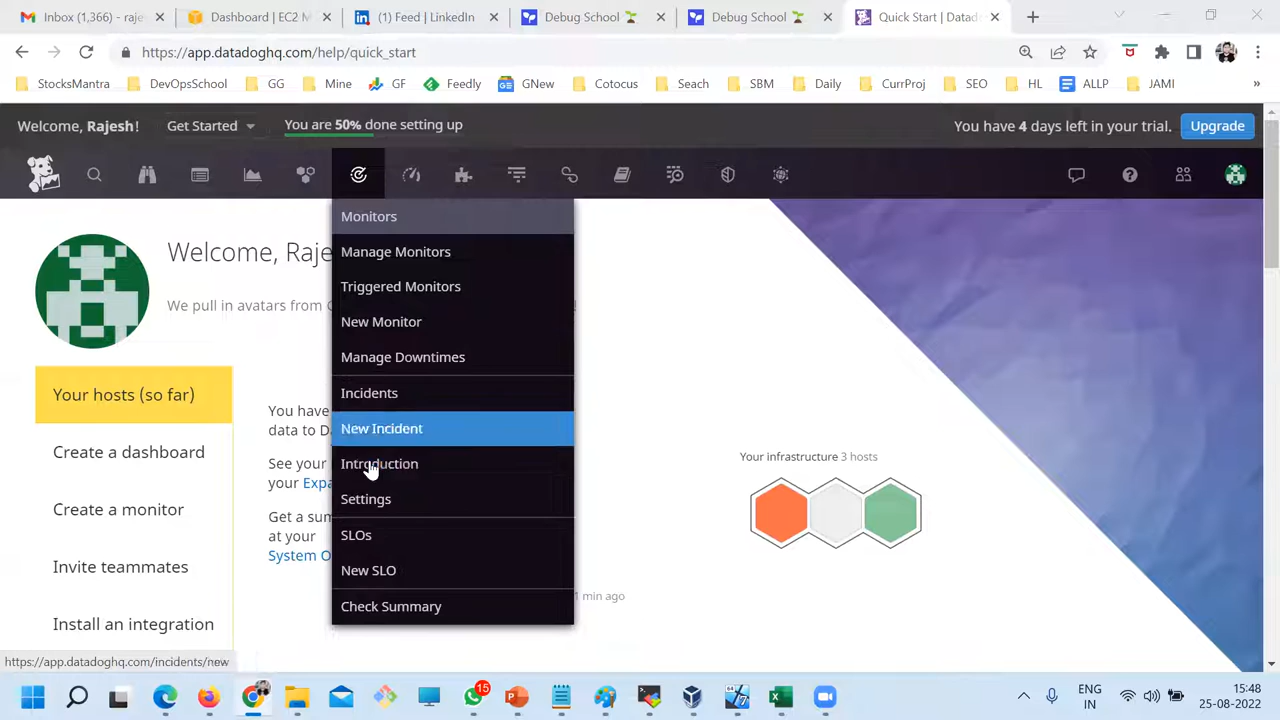 Inbox (1,366) - raje
Dashboard | EC2 M
(1) Feed | LinkedIn
Debug School
Debug School
Quick Start | Datad
https://app.datadoghq.com/help/quick_start
StocksMantra
DevOpsSchool
GG
Mine
GF
Feedly
GNew
Cotocus
Seach
SBM
Daily
CurrProj
SEO
HL
ALLP
JAMI
»
Welcome, Rajesh!
Get Started
You are 50% done setting up
You have 4 days left in your trial.
Upgrade
Monitors
Manage Monitors
Triggered Monitors
New Monitor
Manage Downtimes
Incidents
New Incident
Introduction
Settings
SLOs
New SLO
Check Summary
Welcome, Raje
We pull in avatars from
!
Your hosts (so far)
Create a dashboard
Create a monitor
Invite teammates
Install an integration
You have
data to D
See your
your Expa
Get a sum
at your
System O
Your infrastructure 3 hosts
1 min ago
https://app.datadoghq.com/incidents/new
15
ENG
IN
15:48
25-08-2022